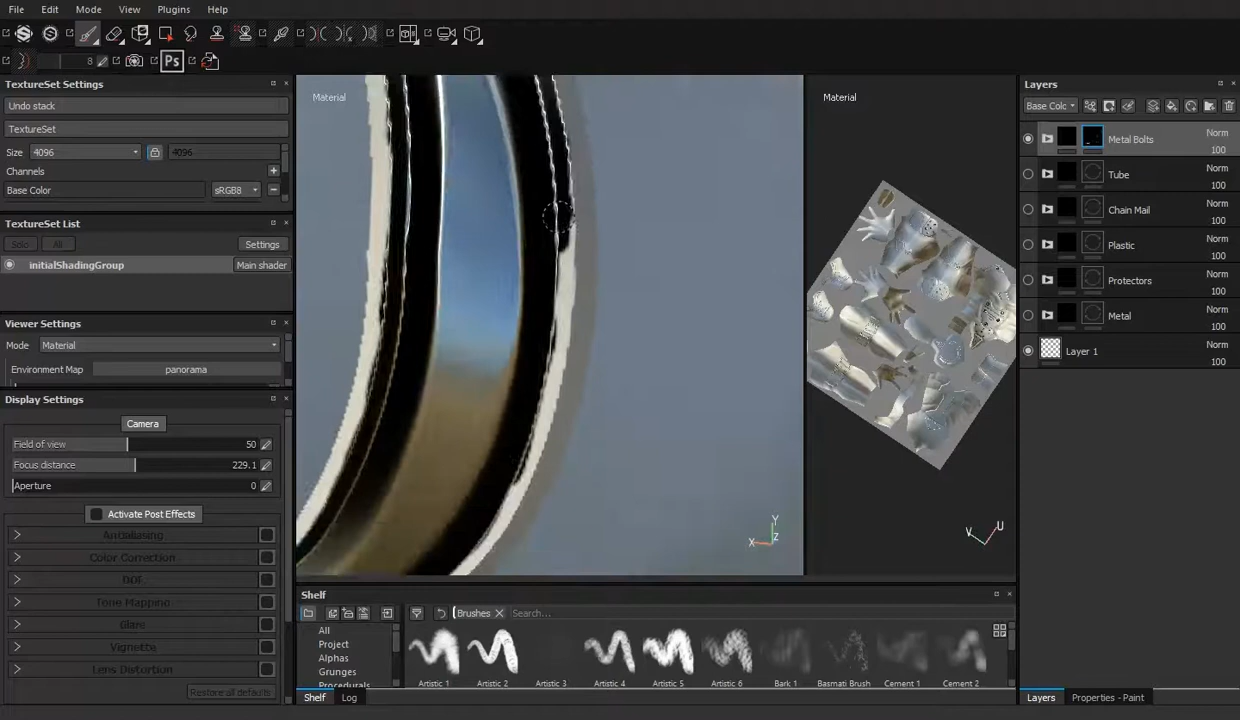 File Edit Mode View Plugins Help
8 Ps
TextureSet Settings
Undo stack
TextureSet
Size 4096 4096
Channels
Base Color sRGB8
TextureSet List
Solo All Settings
initialShadingGroup Main shader
Viewer Settings
Mode Material
Environment Map panorama
Display Settings
Camera
Field of view 50
Focus distance 229.1
Aperture 0
Activate Post Effects
Antialiasing
Color Correction
DOF
Tone Mapping
Glare
Vignette
Lens Distortion
Restore all defaults
Material
Y
X
Z
Material
V
U
Shelf
Brushes Search...
All
Project
Alphas
Grunges
Procedurals
Artistic 1 Artistic 2 Artistic 3 Artistic 4 Artistic 5 Artistic 6 Bark 1 Basmati Brush Cement 1 Cement 2
Shelf Log
Layers
Base Colc
Metal Bolts Norm 100
Tube Norm 100
Chain Mail Norm 100
Plastic Norm 100
Protectors Norm 100
Metal Norm 100
Layer 1 Norm 100
Layers Properties - Paint